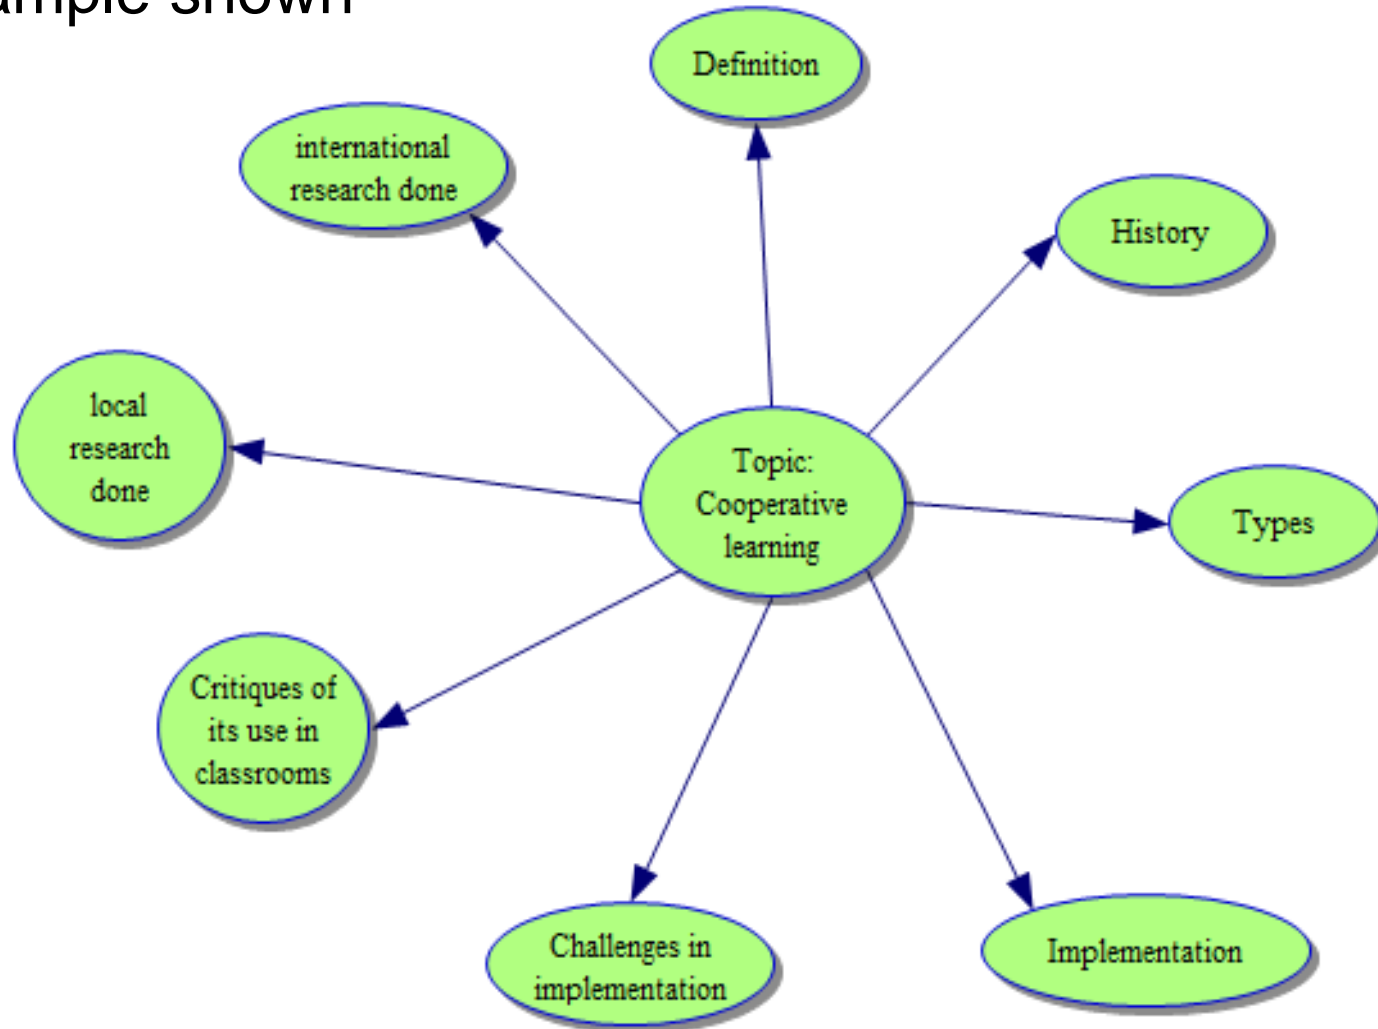 shown
Definition
international
research done
History
local
research
done
Topic:
Cooperative
learning
Types
Critiques of
its use in
classrooms
Challenges in
implementation
Implementation